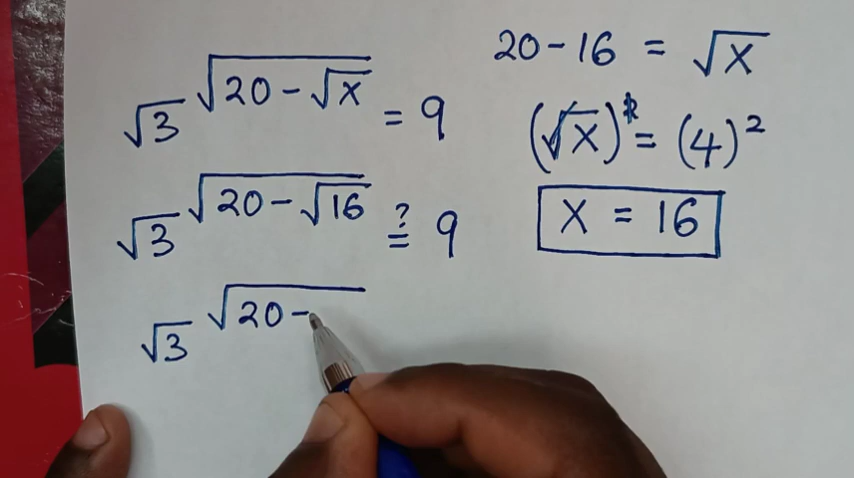 √3^√(20-√x) = 9
√3^√(20-√16) ≟ 9
√3^√(20-
20-16 = √x
(√x)² = (4)²
x = 16